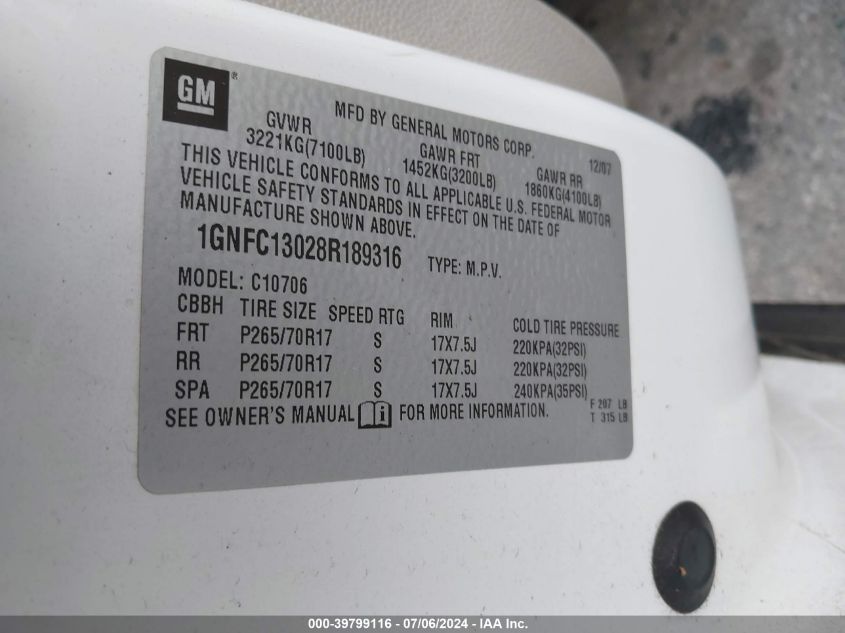 GM ®
MFD BY GENERAL MOTORS CORP. 12/07
GVWR GAWR FRT GAWR RR
3221KG(7100LB) 1452KG(3200LB) 1860KG(4100LB)
THIS VEHICLE CONFORMS TO ALL APPLICABLE U.S. FEDERAL MOTOR
VEHICLE SAFETY STANDARDS IN EFFECT ON THE DATE OF
MANUFACTURE SHOWN ABOVE.
1GNFC13028R189316 TYPE: M.P.V.
MODEL: C10706
CBBH TIRE SIZE SPEED RTG RIM COLD TIRE PRESSURE
FRT P265/70R17 S 17X7.5J 220KPA(32PSI)
RR P265/70R17 S 17X7.5J 220KPA(32PSI)
SPA P265/70R17 S 17X7.5J 240KPA(35PSI)
SEE OWNER'S MANUAL i FOR MORE INFORMATION.
F 207 LB
T 315 LB
000-39799116 - 07/06/2024 - IAA Inc.